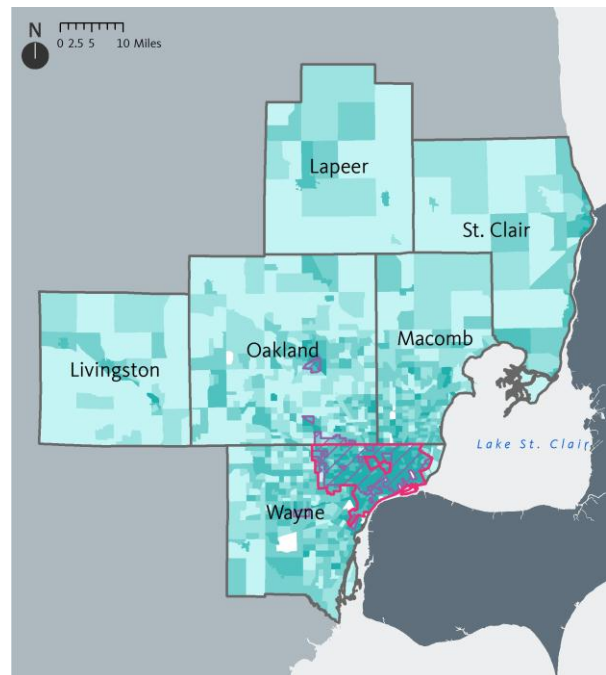 N
0 2.5 5 10 Miles
Lapeer
St. Clair
Oakland
Macomb
Livingston
Lake St. Clair
Wayne